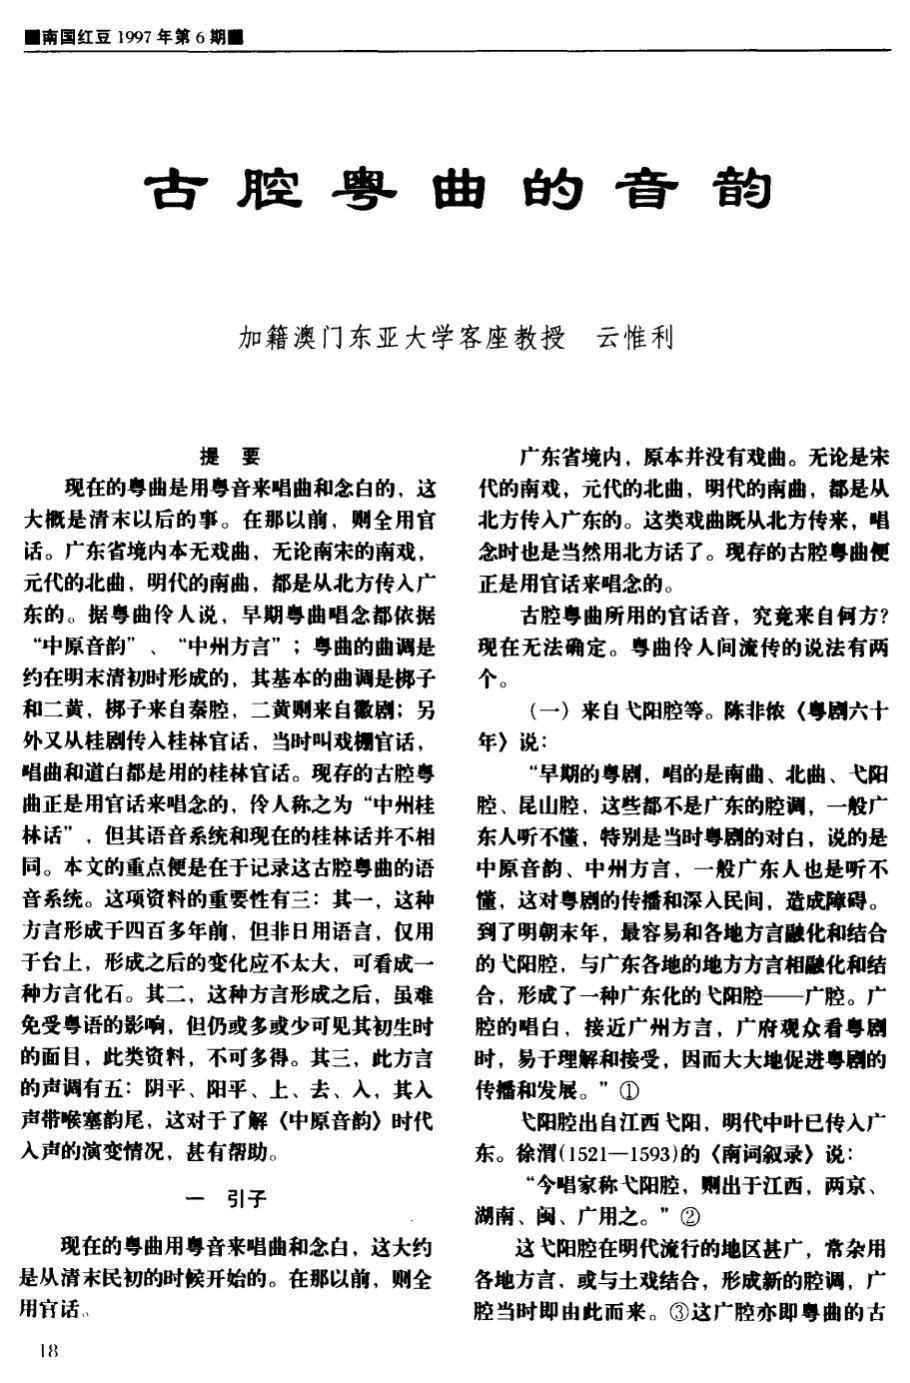 ■南国红豆1997年第6期■
古腔粤曲的音韵
加籍澳门东亚大学客座教授 云惟利
提 要
现在的粤曲是用粤音来唱曲和念白的，这
大概是清末以后的事。在那以前，则全用官
话。广东省境内本无戏曲，无论南宋的南戏，
元代的北曲，明代的南曲，都是从北方传入广
东的。据粤曲伶人说，早期粤曲唱念都依据
“中原音韵”、“中州方言”；粤曲的曲调是
约在明末清初时形成的，其基本的曲调是梆子
和二黄，梆子来自秦腔，二黄则来自徽剧；另
外又从桂剧传入桂林官话，当时叫戏棚官话，
唱曲和道白都是用的桂林官话。现存的古腔粤
曲正是用官话来唱念的，伶人称之为“中州桂
林话”，但其语音系统和现在的桂林话并不相
同。本文的重点便是在于记录这古腔粤曲的语
音系统。这项资料的重要性有三：其一，这种
方言形成于四百多年前，但非日用语言，仅用
于台上，形成之后的变化应不太大，可看成一
种方言化石。其二，这种方言形成之后，虽难
免受粤语的影响，但仍或多或少可见其初生时
的面目，此类资料，不可多得。其三，此方言
的声调有五：阴平、阳平、上、去、入，其入
声带喉塞韵尾，这对于了解《中原音韵》时代
入声的演变情况，甚有帮助。
一 引子
现在的粤曲用粤音来唱曲和念白，这大约
是从清末民初的时候开始的。在那以前，则全
用官话。
广东省境内，原本并没有戏曲。无论是宋
代的南戏，元代的北曲，明代的南曲，都是从
北方传入广东的。这类戏曲既从北方传来，唱
念时也是当然用北方话了。现存的古腔粤曲便
正是用官话来唱念的。
古腔粤曲所用的官话音，究竟来自何方？
现在无法确定。粤曲伶人间流传的说法有两
个。
（一）来自弋阳腔等。陈非侬《粤剧六十
年》说：
“早期的粤剧，唱的是南曲、北曲、弋阳
腔、昆山腔，这些都不是广东的腔调，一般广
东人听不懂，特别是当时粤剧的对白，说的是
中原音韵、中州方言，一般广东人也是听不
懂，这对粤剧的传播和深入民间，造成障碍。
到了明朝末年，最容易和各地方言融化和结合
的弋阳腔，与广东各地的地方方言相融化和结
合，形成了一种广东化的弋阳腔——广腔。广
腔的唱白，接近广州方言，广府观众看粤剧
时，易于理解和接受，因而大大地促进粤剧的
传播和发展。”①
弋阳腔出自江西弋阳，明代中叶已传入广
东。徐渭(1521—1593)的《南词叙录》说：
“今唱家称弋阳腔，则出于江西，两京、
湖南、闽、广用之。”②
这弋阳腔在明代流行的地区甚广，常杂用
各地方言，或与土戏结合，形成新的腔调，广
腔当时即由此而来。③这广腔亦即粤曲的古
18